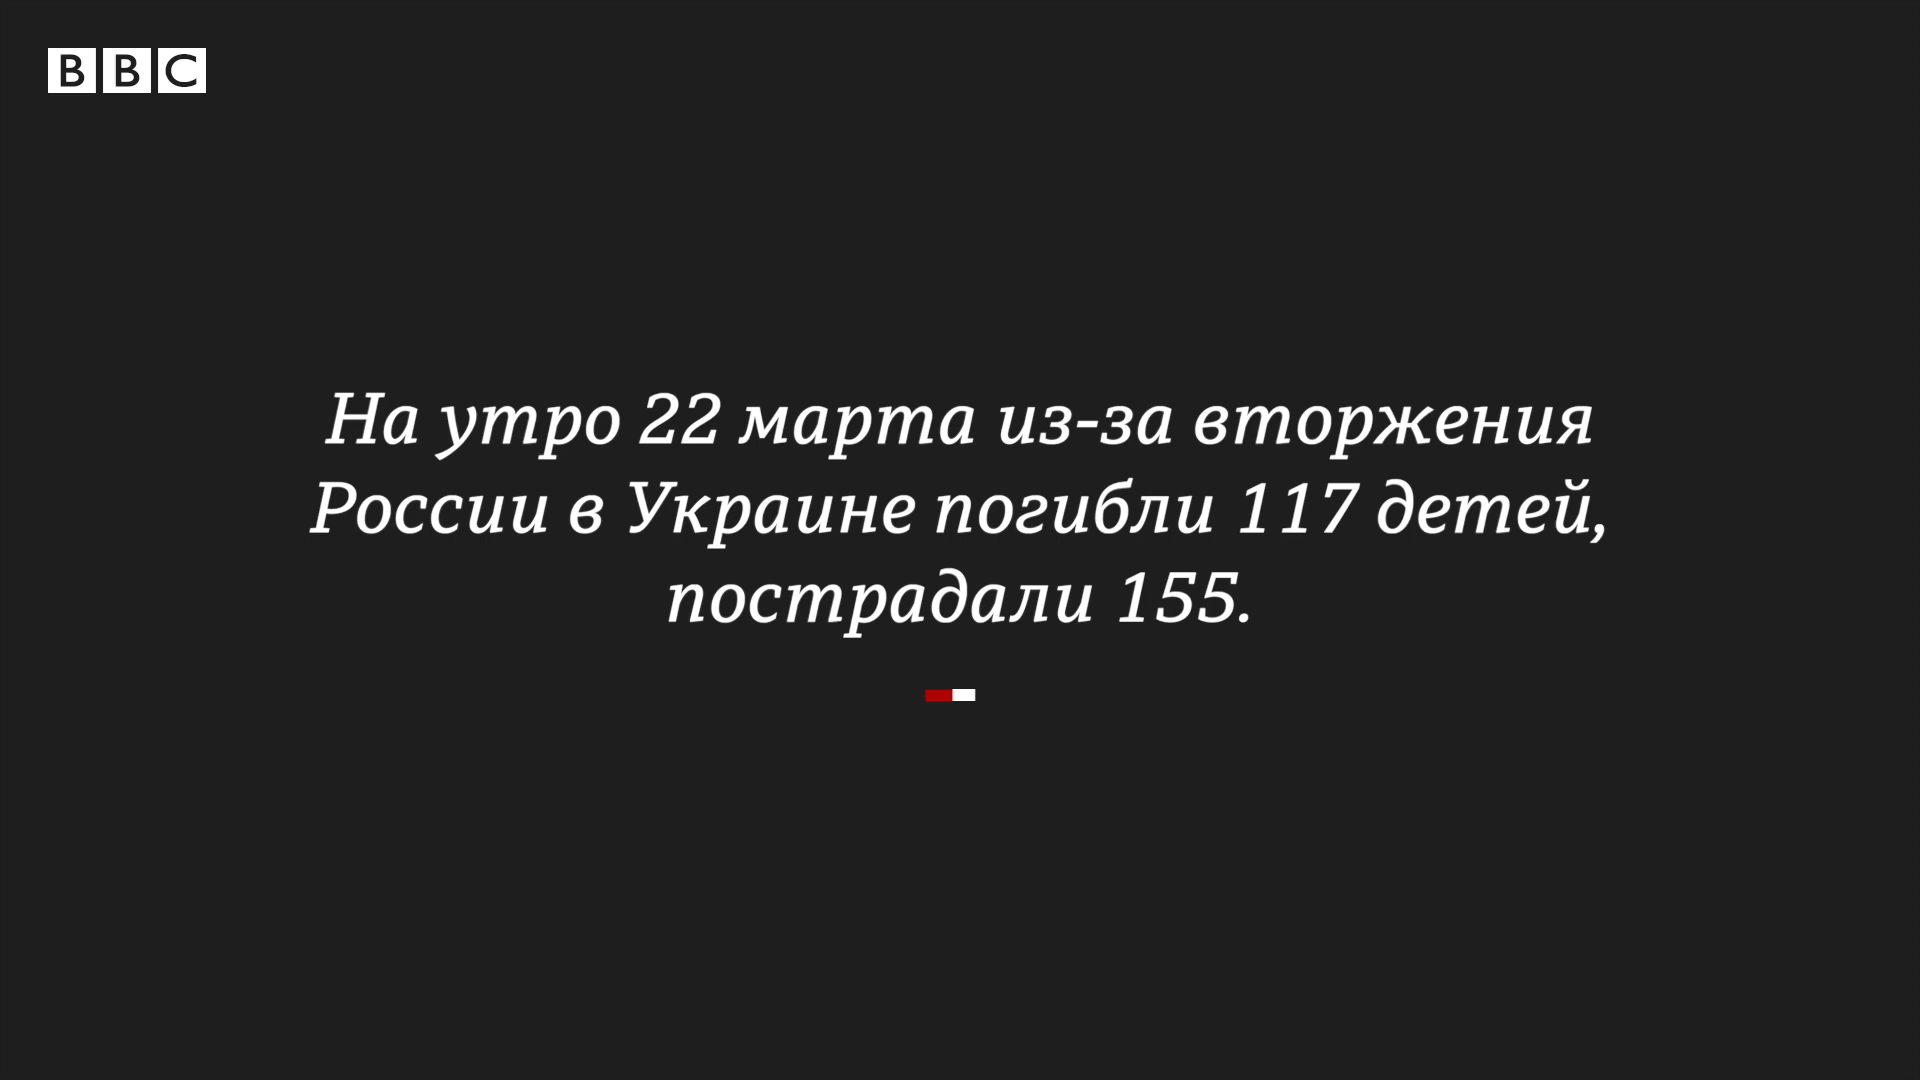 BBC
На утро 22 марта из-за вторжения
России в Украине погибли 117 детей,
пострадали 155.